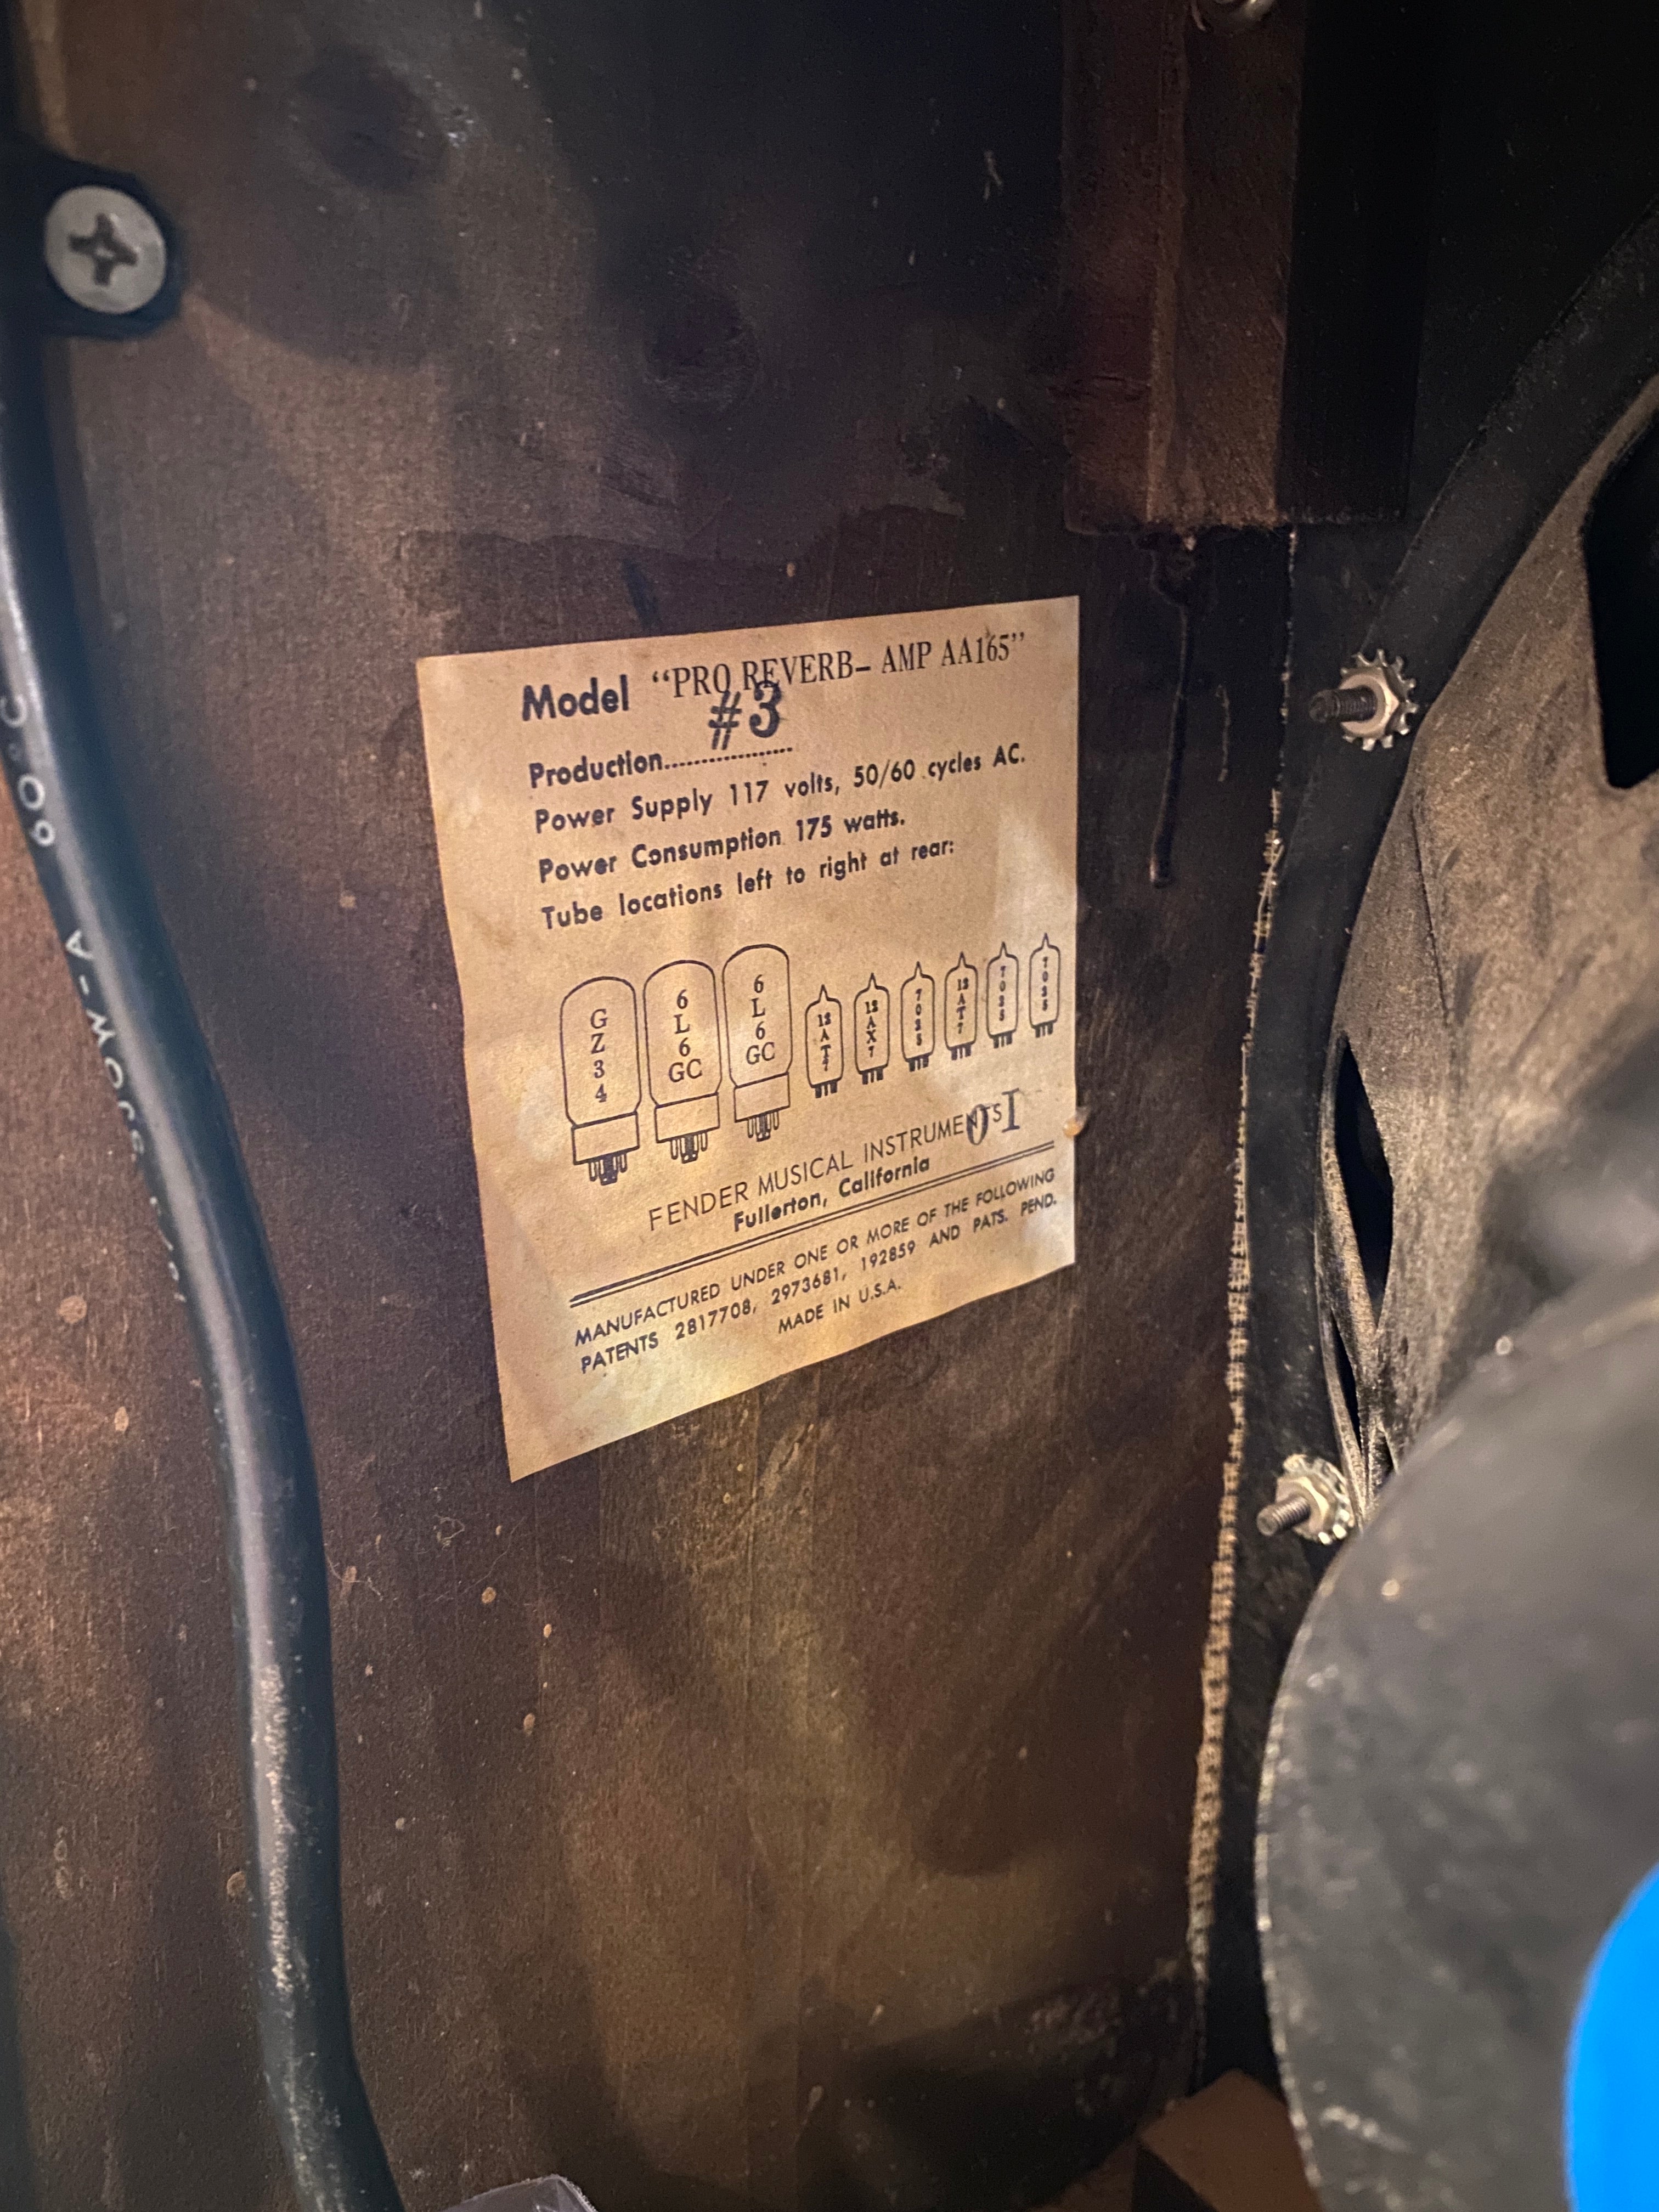 Model “PRO REVERB– AMP AA165”
#3
Production...................
Power Supply 117 volts, 50/60 cycles AC.
Power Consumption 175 watts.
Tube locations left to right at rear:
GZ34 6L6GC 6L6GC 12AT7 12AX7 7025 12AT7 7025 7025
OI
FENDER MUSICAL INSTRUMENTS
Fullerton, California
MANUFACTURED UNDER ONE OR MORE OF THE FOLLOWING
PATENTS 2817708, 2973681, 192859 AND PATS. PEND.
MADE IN U.S.A.
60°C
A-W